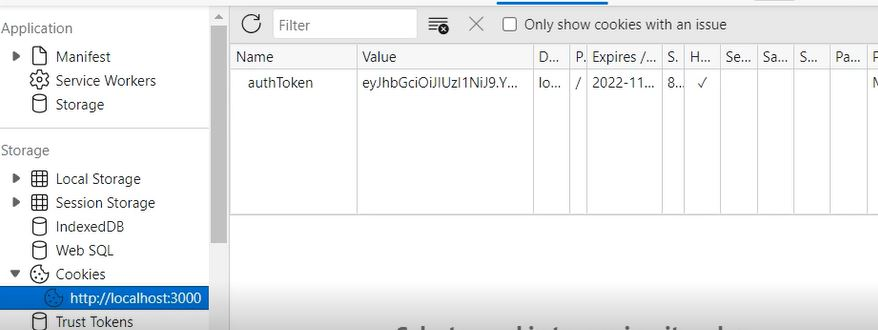 Application
Manifest
Service Workers
Storage
Storage
Local Storage
Session Storage
IndexedDB
Web SQL
Cookies
http://localhost:3000
Trust Tokens
Filter
Only show cookies with an issue
Name Value D... P. Expires /... S. H... Se... Sa... S... Pa... P
authToken eyJhbGciOiJIUzI1NiJ9.Y... lo... / 2022-11... 8... ✓ M